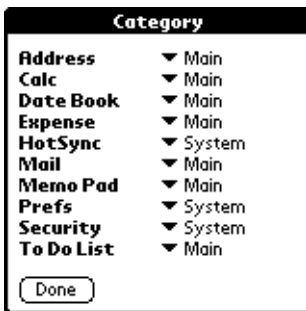 Category
Address Main
Calc Main
Date Book Main
Expense Main
HotSync System
Mail Main
Memo Pad Main
Prefs System
Security System
To Do List Main
Done